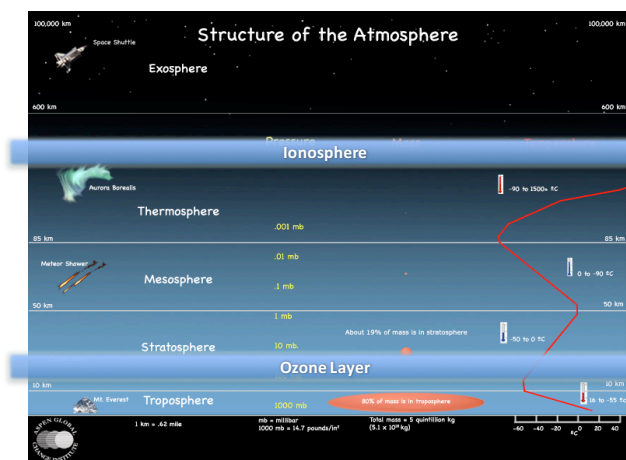 100,000 km
100,000 km
Structure of the Atmosphere
Space Shuttle
Exosphere
600 km
600 km
Ionosphere
Aurora Borealis
-90 to 1500+ ºC
Thermosphere
.001 mb
85 km
85 km
.01 mb
Meteor Shower
Mesosphere
0 to -90 ºC
.1 mb
50 km
50 km
1 mb
About 19% of mass is in stratosphere
-50 to 0 ºC
Stratosphere
10 mb.
Ozone Layer
10 km
10 km
Mt. Everest
Troposphere
1000 mb
80% of mass is in troposphere
16 to -55 ºC
1 km = .62 mile
mb = millibar
1000 mb = 14.7 pounds/in²
Total mass = 5 quintillion kg
(5.1 x 10¹⁸ kg)
-60 -40 -20 0 20 40
ºC
ASPEN GLOBAL
CHANGE INSTITUTE